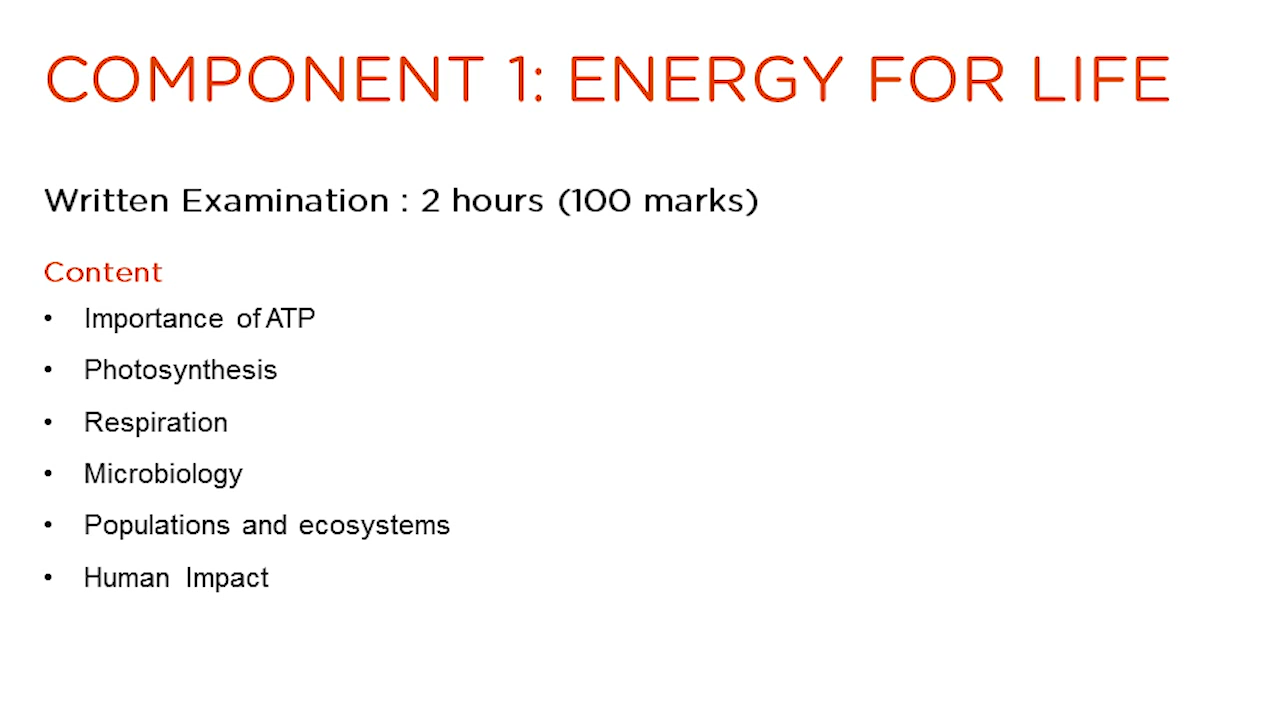 COMPONENT 1: ENERGY FOR LIFE
Written Examination : 2 hours (100 marks)
Content
• Importance of ATP
• Photosynthesis
• Respiration
• Microbiology
• Populations and ecosystems
• Human Impact